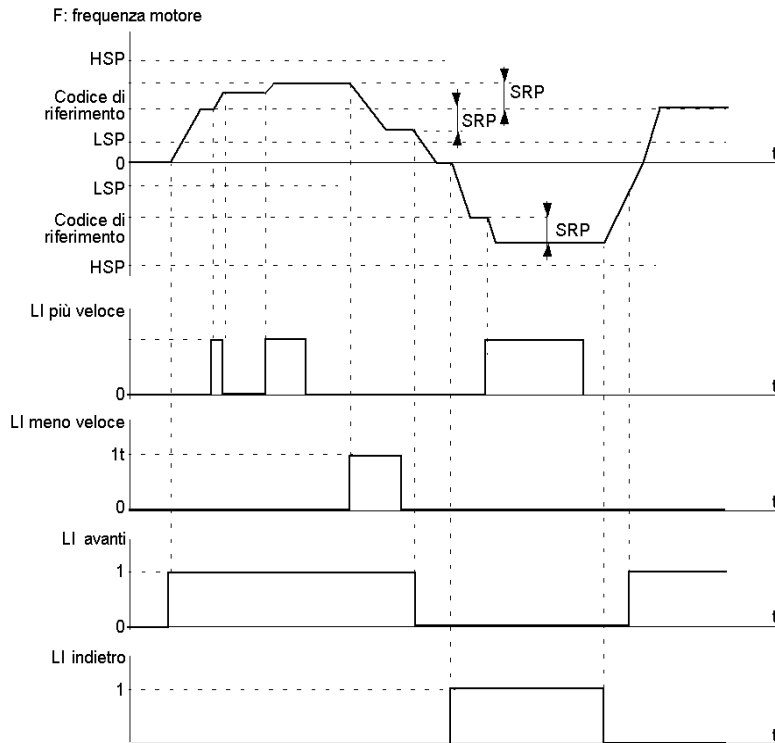 F: frequenza motore
HSP
Codice di
riferimento
SRP
SRP
LSP
0
t
LSP
Codice di
riferimento
SRP
HSP
LI più veloce
0
t
LI meno veloce
1t
0
t
LI avanti
1
0
t
LI indietro
1
t